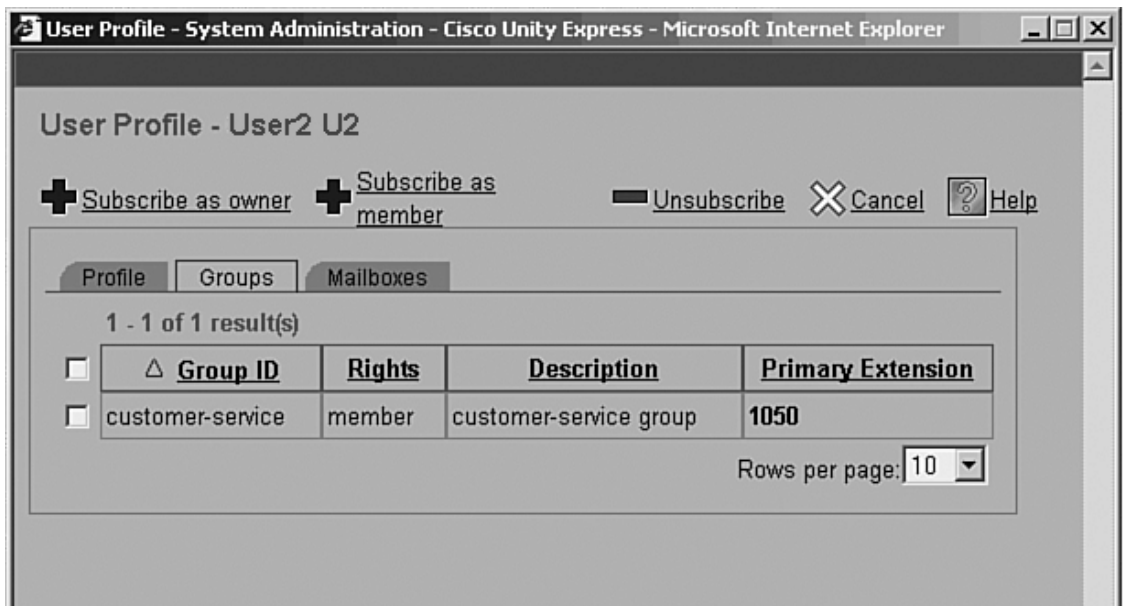 User Profile - System Administration - Cisco Unity Express - Microsoft Internet Explorer
User Profile - User2 U2
Subscribe as owner Subscribe as member Unsubscribe Cancel ? Help
Profile Groups Mailboxes
1 - 1 of 1 result(s)
Group ID Rights Description Primary Extension
customer-service member customer-service group 1050
Rows per page: 10